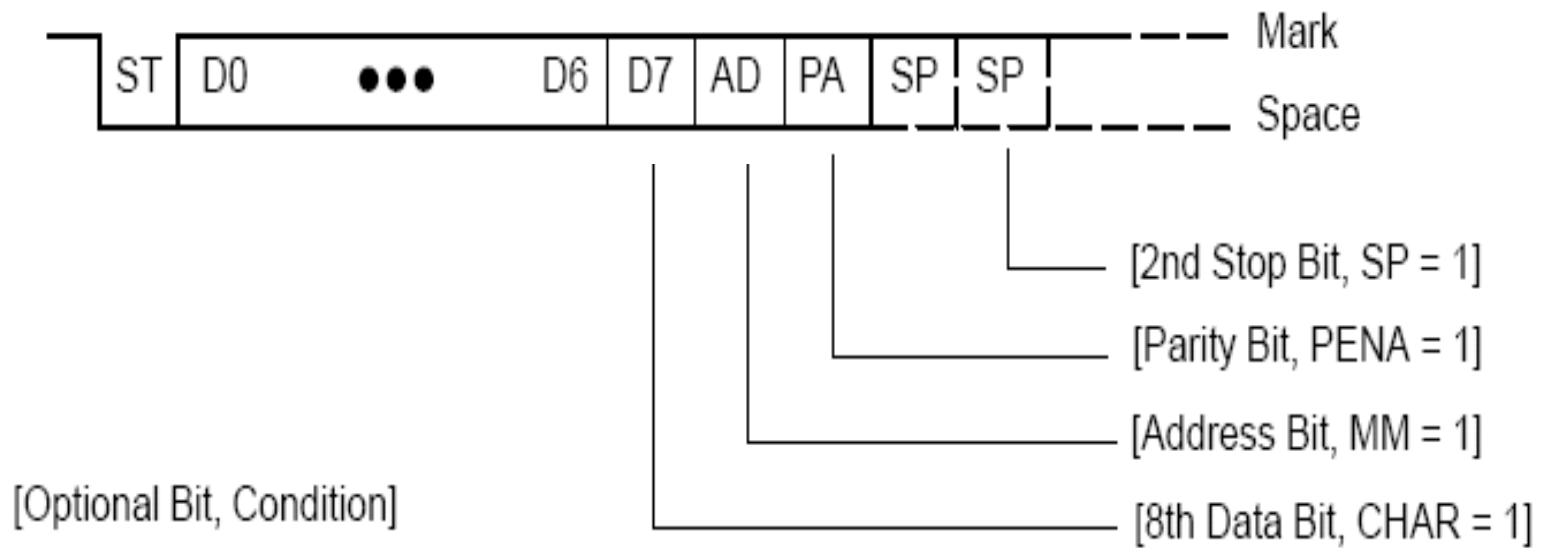 Mark
ST D0 ●●● D6 D7 AD PA SP SP
Space
[2nd Stop Bit, SP = 1]
[Parity Bit, PENA = 1]
[Address Bit, MM = 1]
[Optional Bit, Condition]
[8th Data Bit, CHAR = 1]